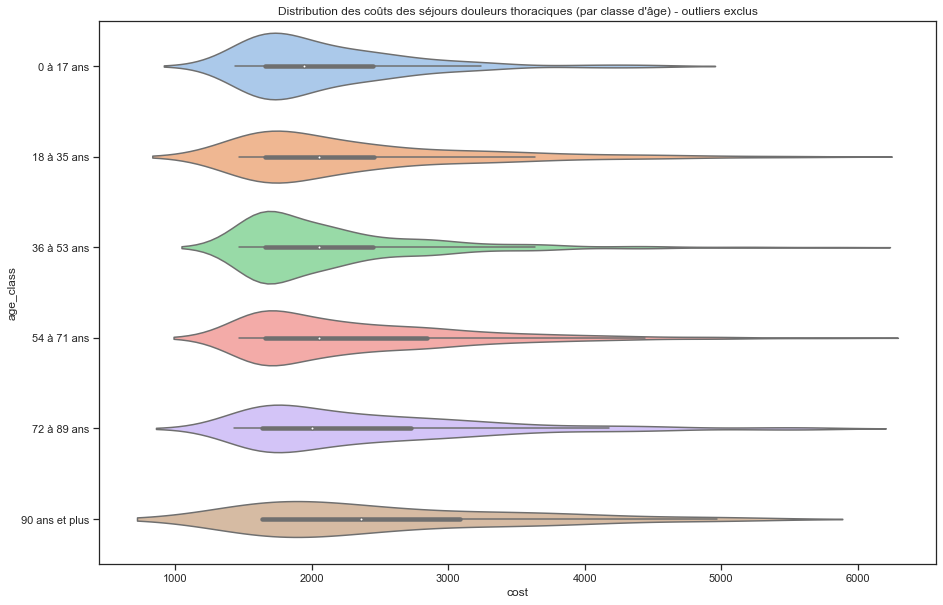 Distribution des coûts des séjours douleurs thoraciques (par classe d'âge) - outliers exclus
age_class
0 à 17 ans
18 à 35 ans
36 à 53 ans
54 à 71 ans
72 à 89 ans
90 ans et plus
1000 2000 3000 4000 5000 6000
cost